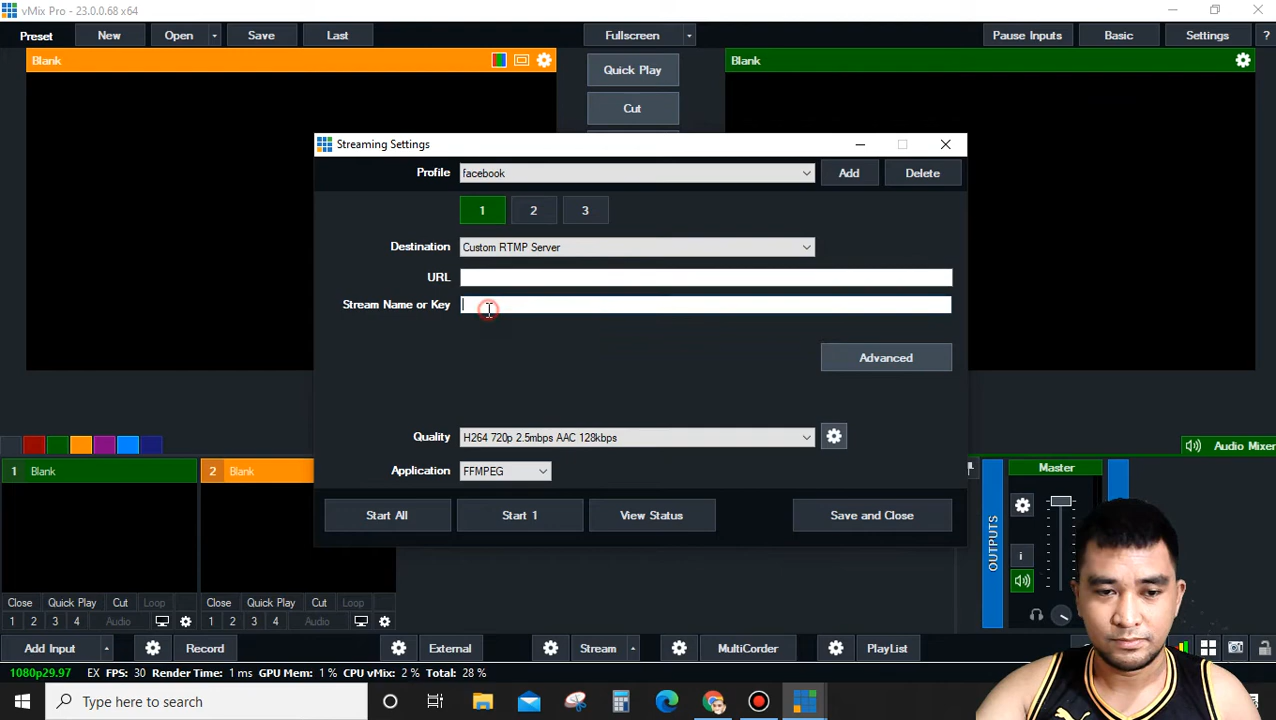 vMix Pro - 23.0.0.68 x64
Preset New Open Save Last Fullscreen Pause Inputs Basic Settings ?
Blank
Quick Play
Blank
Cut
Streaming Settings
Profile facebook Add Delete
1 2 3
Destination Custom RTMP Server
URL
Stream Name or Key
Advanced
Quality H264 720p 2.5mbps AAC 128kbps
Application FFMPEG
Start All Start 1 View Status Save and Close
Audio Mixer
1 Blank
2 Blank
Master
OUTPUTS
i
Close Quick Play Cut Loop
1 2 3 4 Audio
Close Quick Play Cut Loop
1 2 3 4 Audio
Add Input Record External Stream MultiCorder PlayList
1080p29.97 EX FPS: 30 Render Time: 1 ms GPU Mem: 1 % CPU vMix: 2 % Total: 28 %
Type here to search